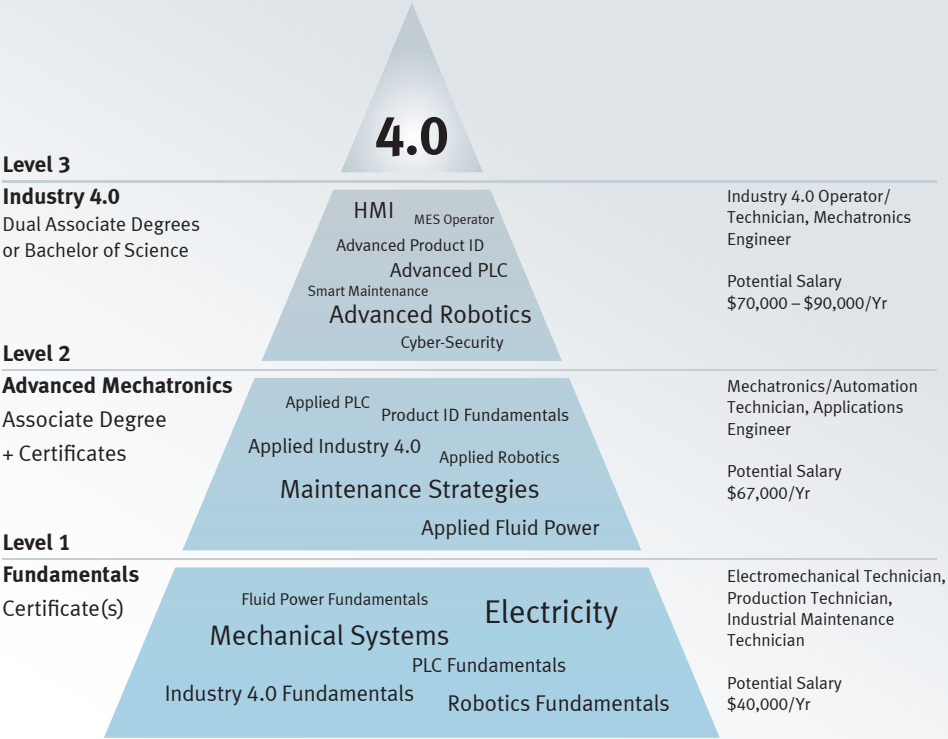 4.0
Level 3
Industry 4.0
Dual Associate Degrees
or Bachelor of Science
HMI
MES Operator
Advanced Product ID
Advanced PLC
Smart Maintenance
Advanced Robotics
Cyber-Security
Industry 4.0 Operator/
Technician, Mechatronics
Engineer
Potential Salary
$70,000 – $90,000/Yr
Level 2
Advanced Mechatronics
Associate Degree
+ Certificates
Applied PLC
Product ID Fundamentals
Applied Industry 4.0
Applied Robotics
Maintenance Strategies
Applied Fluid Power
Mechatronics/Automation
Technician, Applications
Engineer
Potential Salary
$67,000/Yr
Level 1
Fundamentals
Certificate(s)
Fluid Power Fundamentals
Electricity
Mechanical Systems
PLC Fundamentals
Industry 4.0 Fundamentals
Robotics Fundamentals
Electromechanical Technician,
Production Technician,
Industrial Maintenance
Technician
Potential Salary
$40,000/Yr